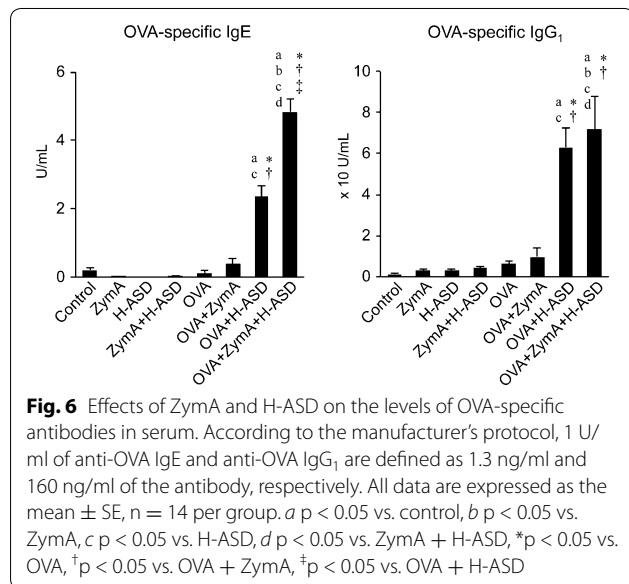 OVA-specific IgE
OVA-specific IgG₁
a *
b †
c ‡
d
a *
c †
6
4
2
0
U/mL
Control
ZymA
H-ASD
ZymA+H-ASD
OVA
OVA+ZymA
OVA+H-ASD
OVA+ZymA+H-ASD
a *
b †
c
d
a *
c †
10
8
6
4
2
0
x 10 U/mL
Control
ZymA
H-ASD
ZymA+H-ASD
OVA
OVA+ZymA
OVA+H-ASD
OVA+ZymA+H-ASD
Fig. 6 Effects of ZymA and H-ASD on the levels of OVA-specific
antibodies in serum. According to the manufacturer's protocol, 1 U/
ml of anti-OVA IgE and anti-OVA IgG₁ are defined as 1.3 ng/ml and
160 ng/ml of the antibody, respectively. All data are expressed as the
mean ± SE, n = 14 per group. a p < 0.05 vs. control, b p < 0.05 vs.
ZymA, c p < 0.05 vs. H-ASD, d p < 0.05 vs. ZymA + H-ASD, *p < 0.05 vs.
OVA, †p < 0.05 vs. OVA + ZymA, ‡p < 0.05 vs. OVA + H-ASD